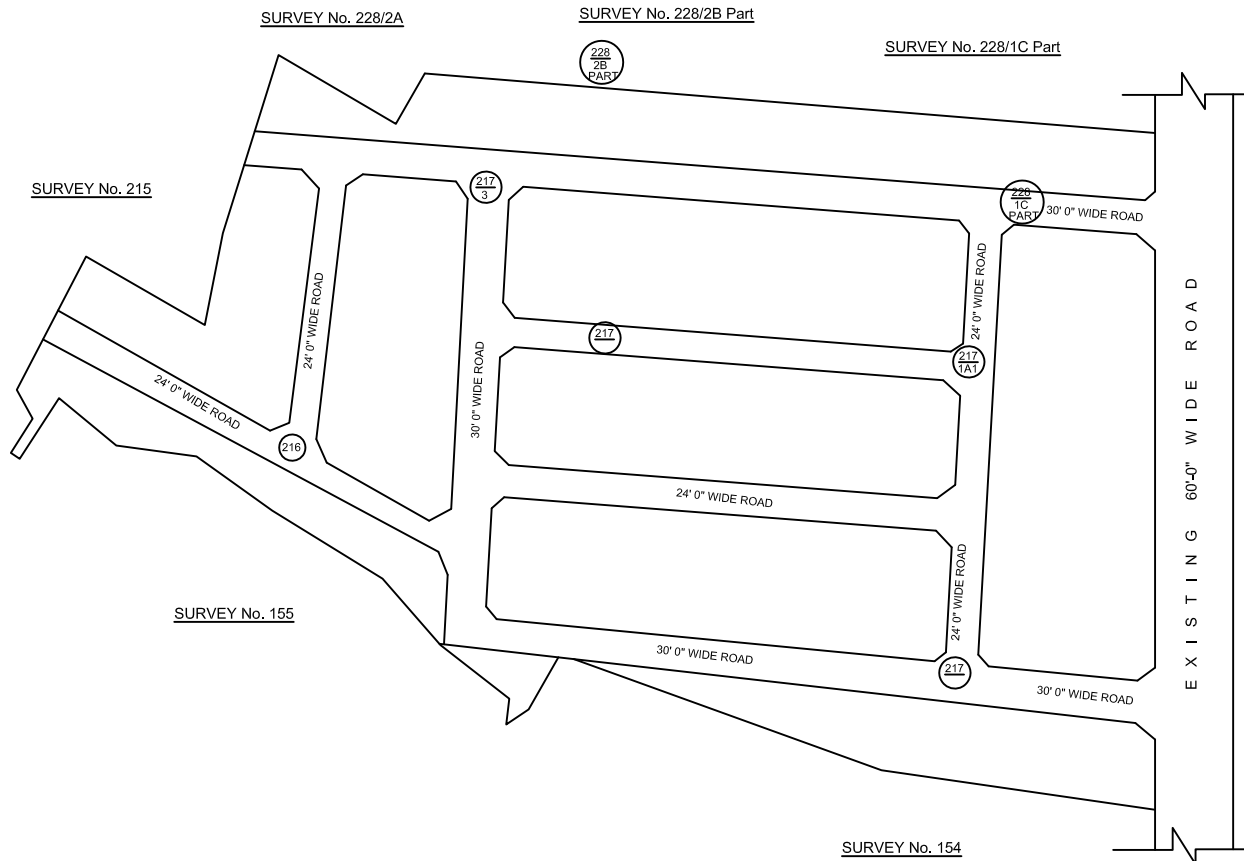 SURVEY No. 228/2A
SURVEY No. 228/2B Part
SURVEY No. 228/1C Part
228
2B
PART
SURVEY No. 215
217
3
228
1C
PART
30' 0" WIDE ROAD
24' 0" WIDE ROAD
24' 0" WIDE ROAD
217
217
1A1
30' 0" WIDE ROAD
24' 0" WIDE ROAD
216
EXISTING 60'-0" WIDE ROAD
24' 0" WIDE ROAD
24' 0" WIDE ROAD
SURVEY No. 155
30' 0" WIDE ROAD
217
30' 0" WIDE ROAD
SURVEY No. 154